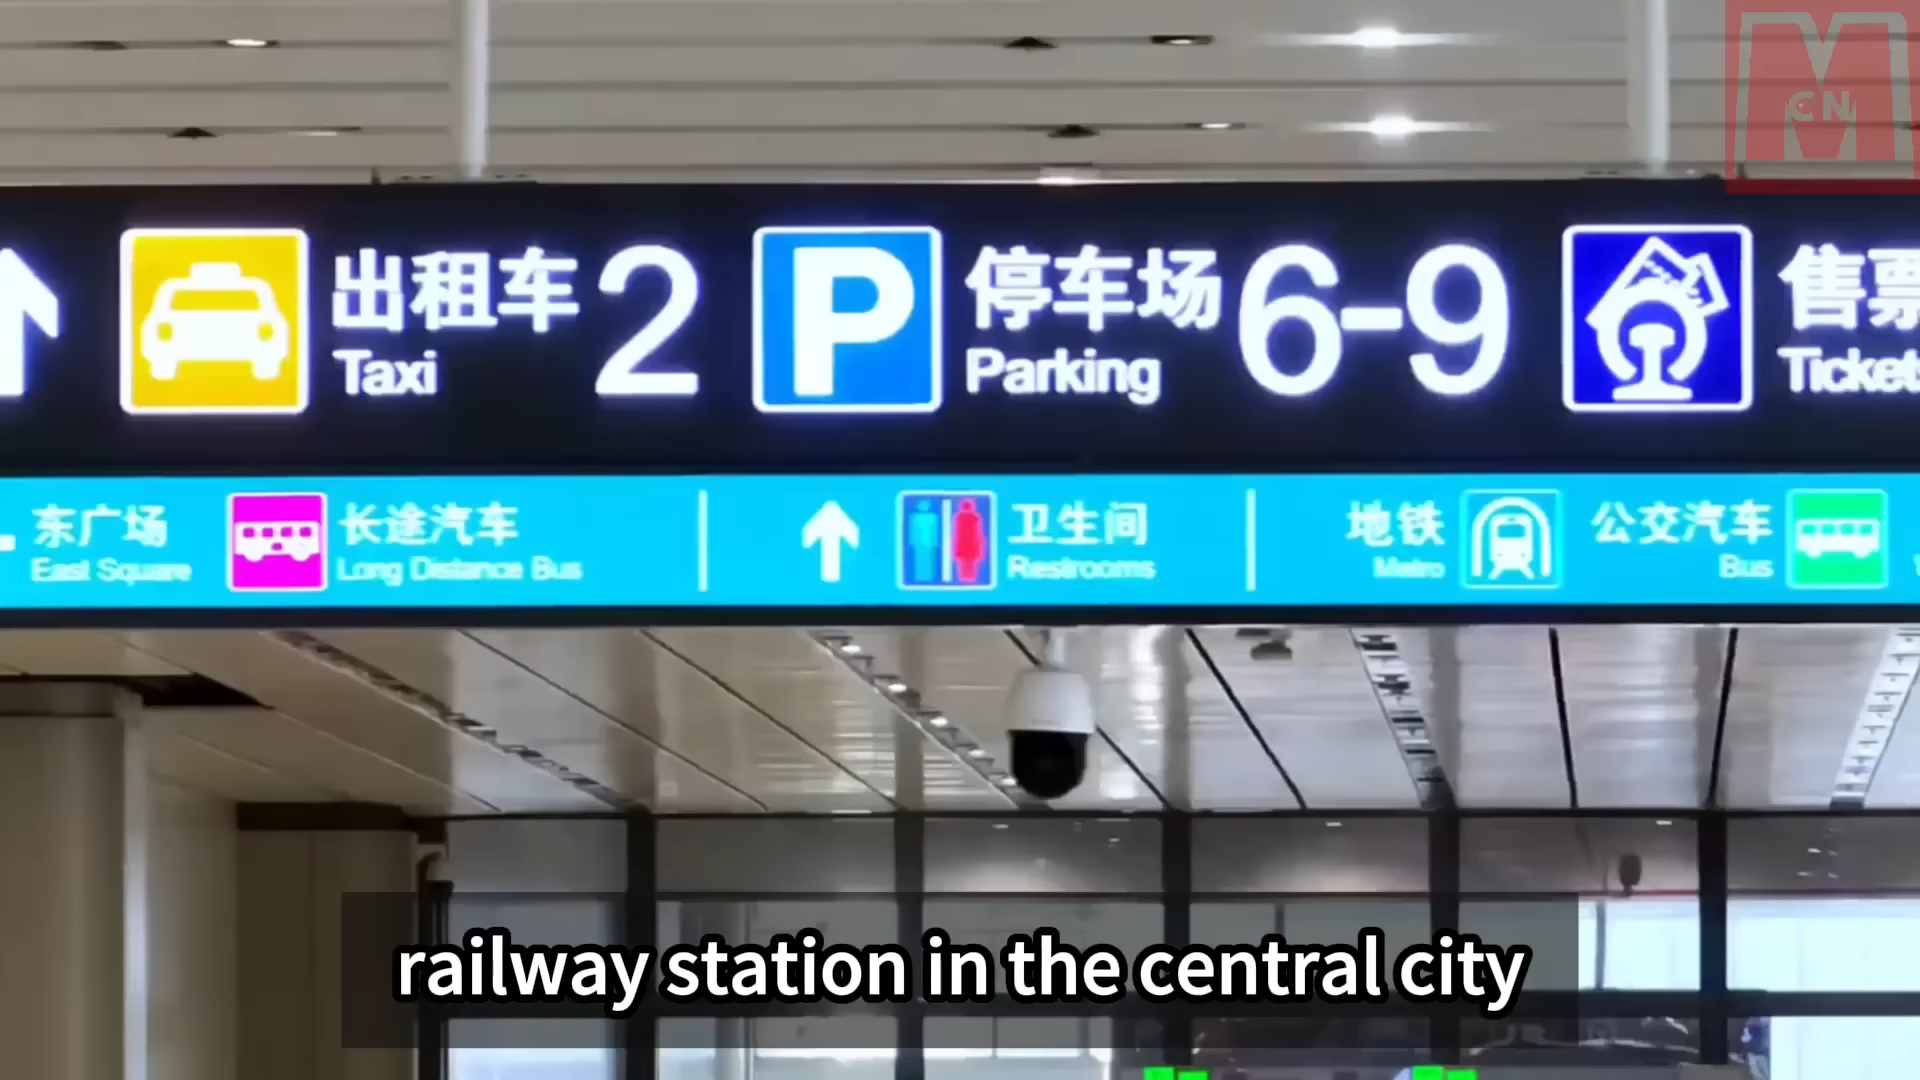 出租车 2 P 停车场 6-9 售票
Taxi Parking Tickets
东广场 长途汽车 卫生间 地铁 公交汽车
East Square Long Distance Bus Restrooms Metro Bus
railway station in the central city
M
CN